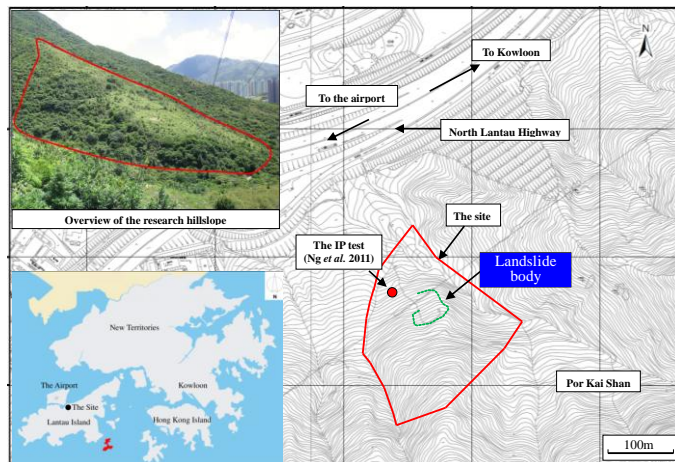 N
To Kowloon
To the airport
North Lantau Highway
Overview of the research hillslope
The site
The IP test
(Ng et al. 2011)
Landslide
body
New Territories
The Airport
Kowloon
The Site
Lantau Island
Hong Kong Island
Por Kai Shan
100m